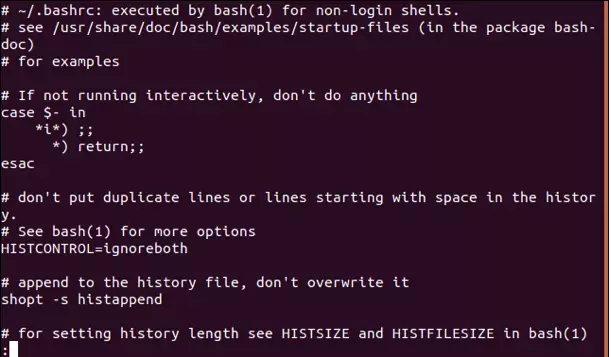 # ~/.bashrc: executed by bash(1) for non-login shells.
# see /usr/share/doc/bash/examples/startup-files (in the package bash-
doc)
# for examples

# If not running interactively, don't do anything
case $- in
    *i*) ;;
      *) return;;
esac

# don't put duplicate lines or lines starting with space in the histor
y.
# See bash(1) for more options
HISTCONTROL=ignoreboth

# append to the history file, don't overwrite it
shopt -s histappend

# for setting history length see HISTSIZE and HISTFILESIZE in bash(1)
: